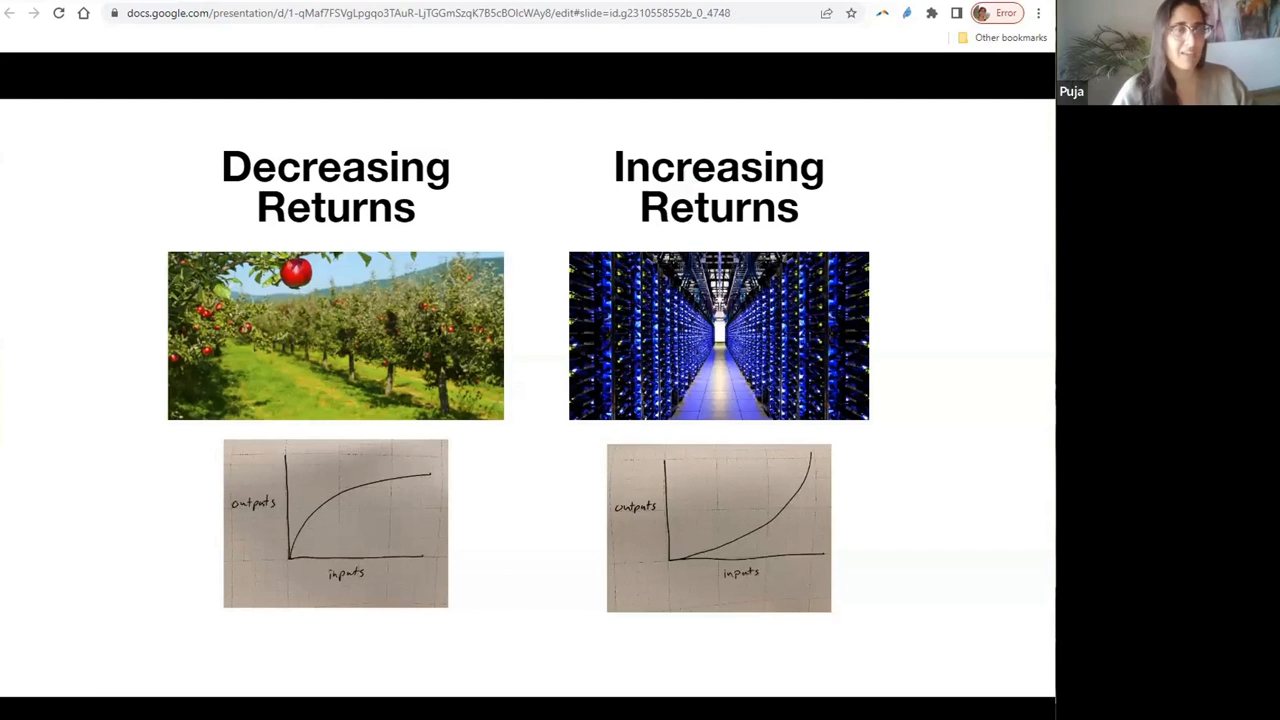 docs.google.com/presentation/d/1-qMaf7FSVgLpgqo3TAuR-LjTGGmSzqK7B5cBOIcWAy8/edit#slide=id.g2310558552b_0_4748
Error
Other bookmarks
Puja
Decreasing
Returns
Increasing
Returns
outputs
inputs
outputs
inputs